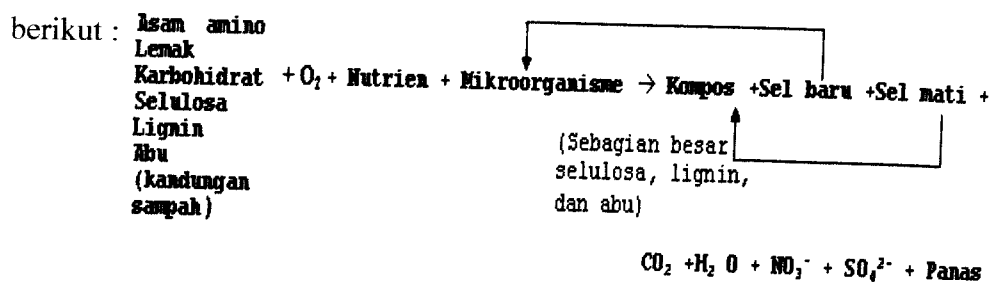 berikut : Asam amino
Lemak
Karbohidrat + O₂ + Nutrien + Mikroorganisme → Kompos +Sel baru +Sel mati +
Selulosa
Lignin
Abu
(kandungan
sampah)
(Sebagian besar
selulosa, lignin,
dan abu)
CO₂ +H₂ O + NO₃⁻ + SO₄²⁻ + Panas